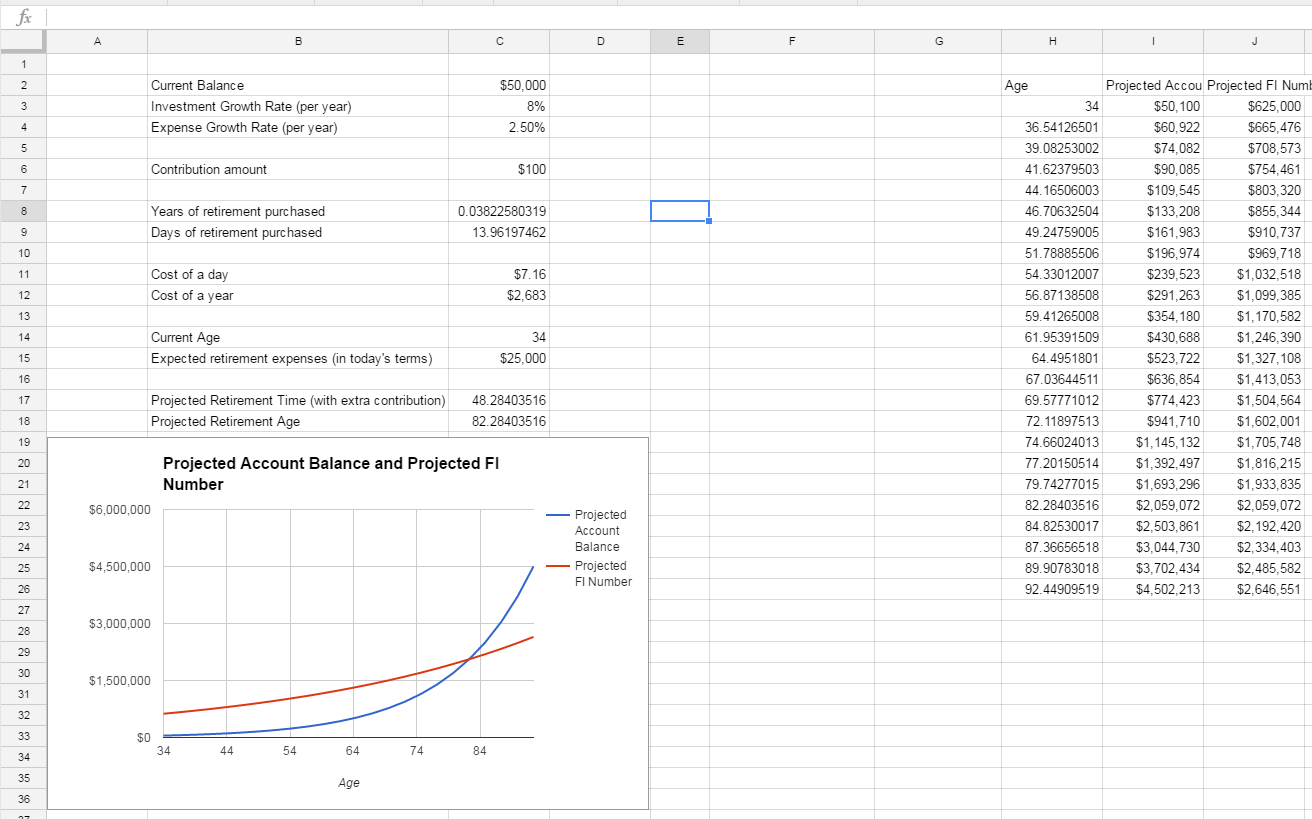 fx
A B C D E F G H I J
1
2 Current Balance $50,000 Age Projected Accou Projected FI Numb
3 Investment Growth Rate (per year) 8% 34 $50,100 $625,000
4 Expense Growth Rate (per year) 2.50% 36.54126501 $60,922 $665,476
5 39.08253002 $74,082 $708,573
6 Contribution amount $100 41.62379503 $90,085 $754,461
7 44.16506003 $109,545 $803,320
8 Years of retirement purchased 0.03822580319 46.70632504 $133,208 $855,344
9 Days of retirement purchased 13.96197462 49.24759005 $161,983 $910,737
10 51.78885506 $196,974 $969,718
11 Cost of a day $7.16 54.33012007 $239,523 $1,032,518
12 Cost of a year $2,683 56.87138508 $291,263 $1,099,385
13 59.41265008 $354,180 $1,170,582
14 Current Age 34 61.95391509 $430,688 $1,246,390
15 Expected retirement expenses (in today's terms) $25,000 64.4951801 $523,722 $1,327,108
16 67.03644511 $636,854 $1,413,053
17 Projected Retirement Time (with extra contribution) 48.28403516 69.57771012 $774,423 $1,504,564
18 Projected Retirement Age 82.28403516 72.11897513 $941,710 $1,602,001
19 74.66024013 $1,145,132 $1,705,748
20 77.20150514 $1,392,497 $1,816,215
21 79.74277015 $1,693,296 $1,933,835
22 82.28403516 $2,059,072 $2,059,072
23 84.82530017 $2,503,861 $2,192,420
24 87.36656518 $3,044,730 $2,334,403
25 89.90783018 $3,702,434 $2,485,582
26 92.44909519 $4,502,213 $2,646,551
27
28
29
30
31
32
33
34
35
36
37
Projected Account Balance and Projected FI
Number
$6,000,000
$4,500,000
$3,000,000
$1,500,000
$0
34 44 54 64 74 84
Age
Projected
Account
Balance
Projected
FI Number